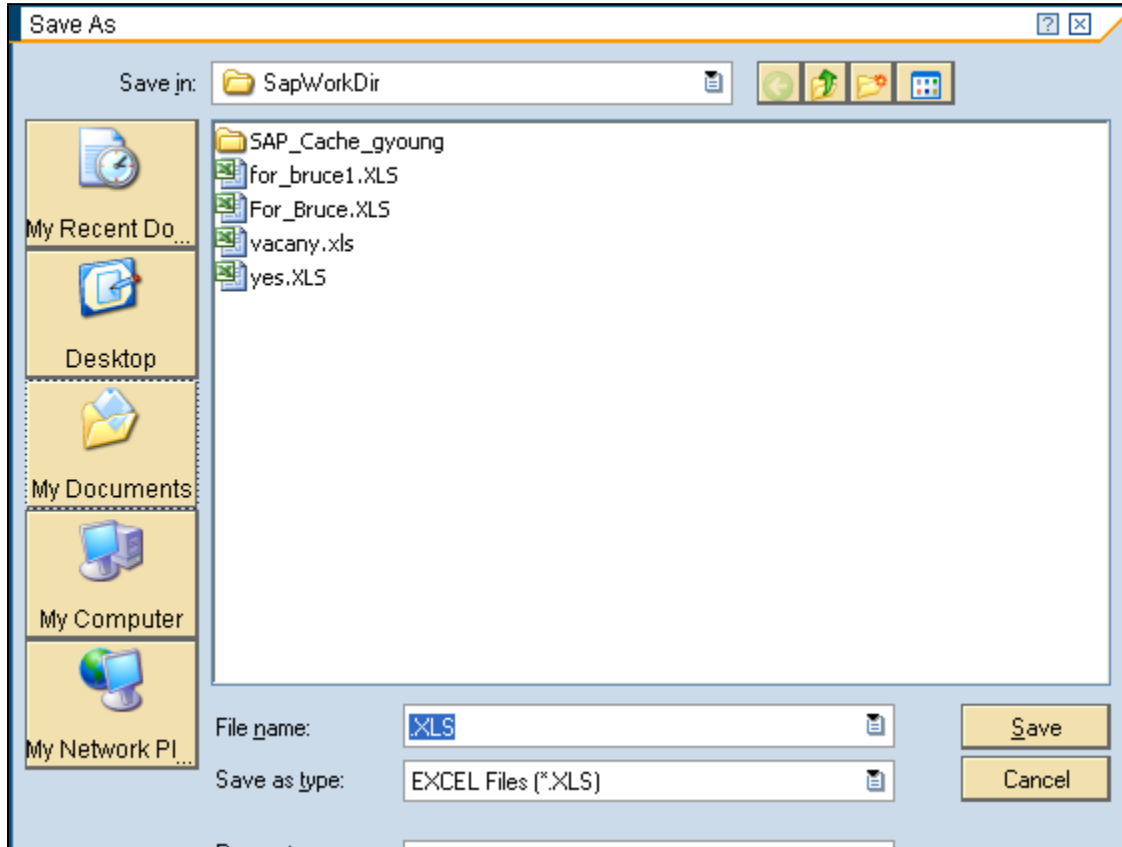 Save As
Save in: SapWorkDir
SAP_Cache_gyoung
for_bruce1.XLS
For_Bruce.XLS
vacany.xls
yes.XLS
My Recent Do...
Desktop
My Documents
My Computer
My Network Pl...
File name: .XLS Save
Save as type: EXCEL Files (*.XLS) Cancel